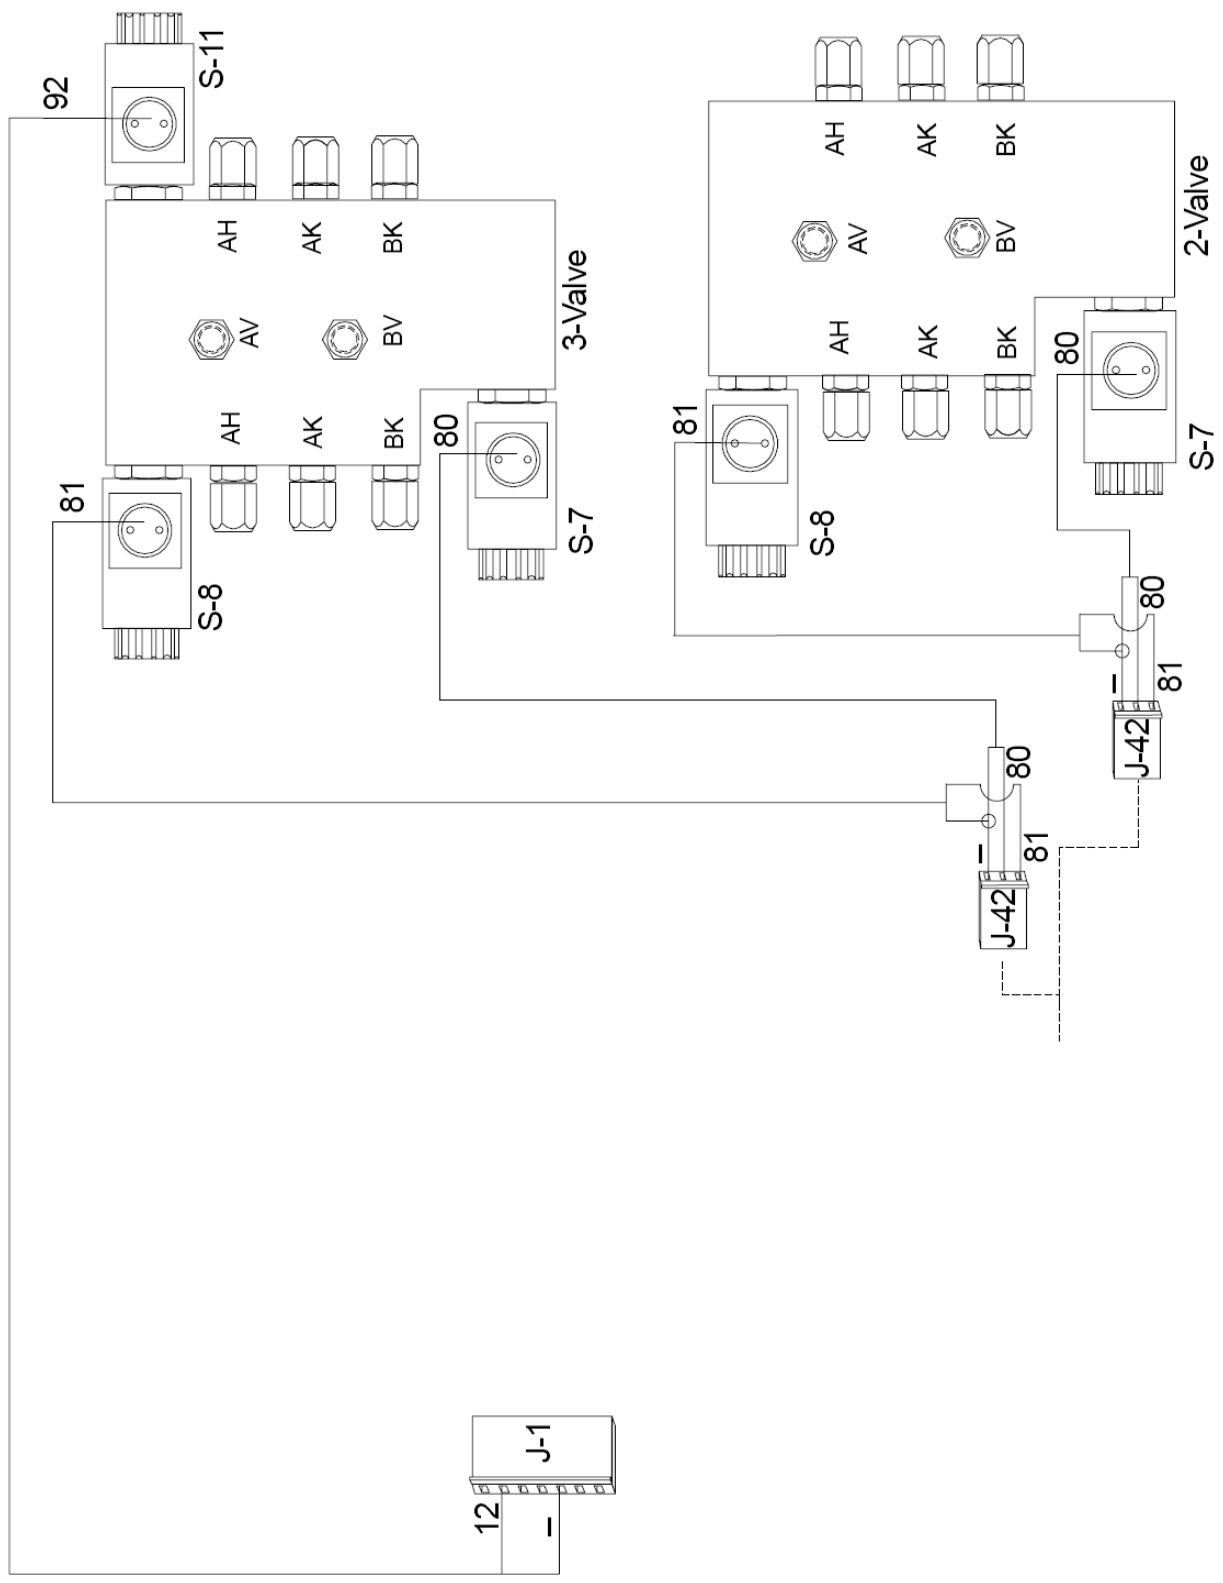 92
S-11
AH
AK
BK
AV
BV
AH
AK
BK
3-Valve
81
S-8
80
S-7
AH
AK
BK
AV
BV
AH
AK
BK
2-Valve
81
S-8
80
S-7
80
81
–
J-42
80
81
–
J-42
J-1
12
–